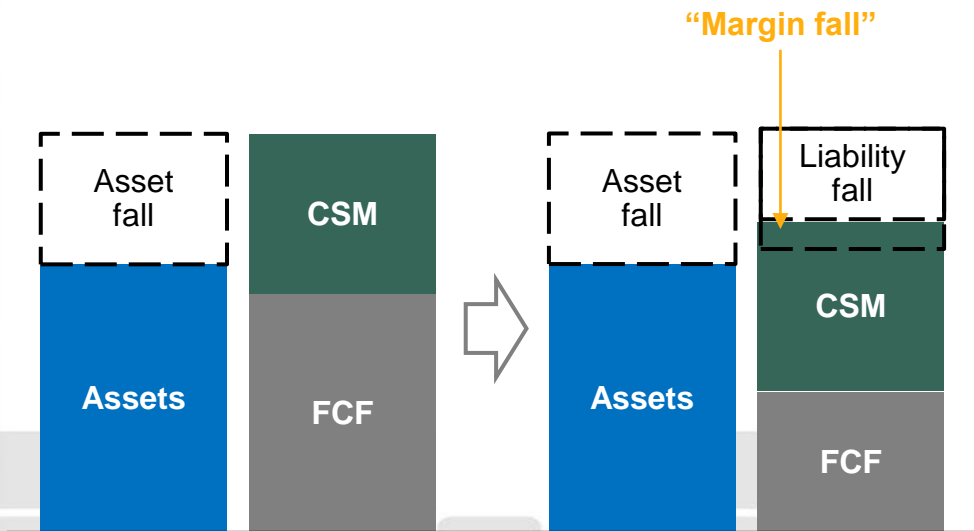 “Margin fall”
Asset
fall
CSM
Assets
FCF
Asset
fall
Liability
fall
CSM
Assets
FCF